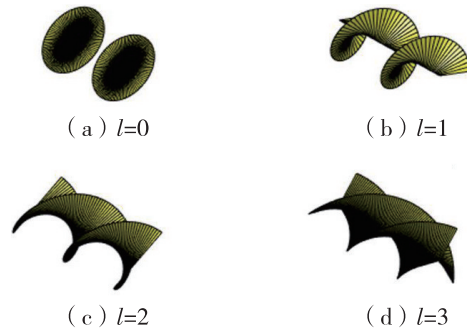 （a）l=0
（b）l=1
（c）l=2
（d）l=3